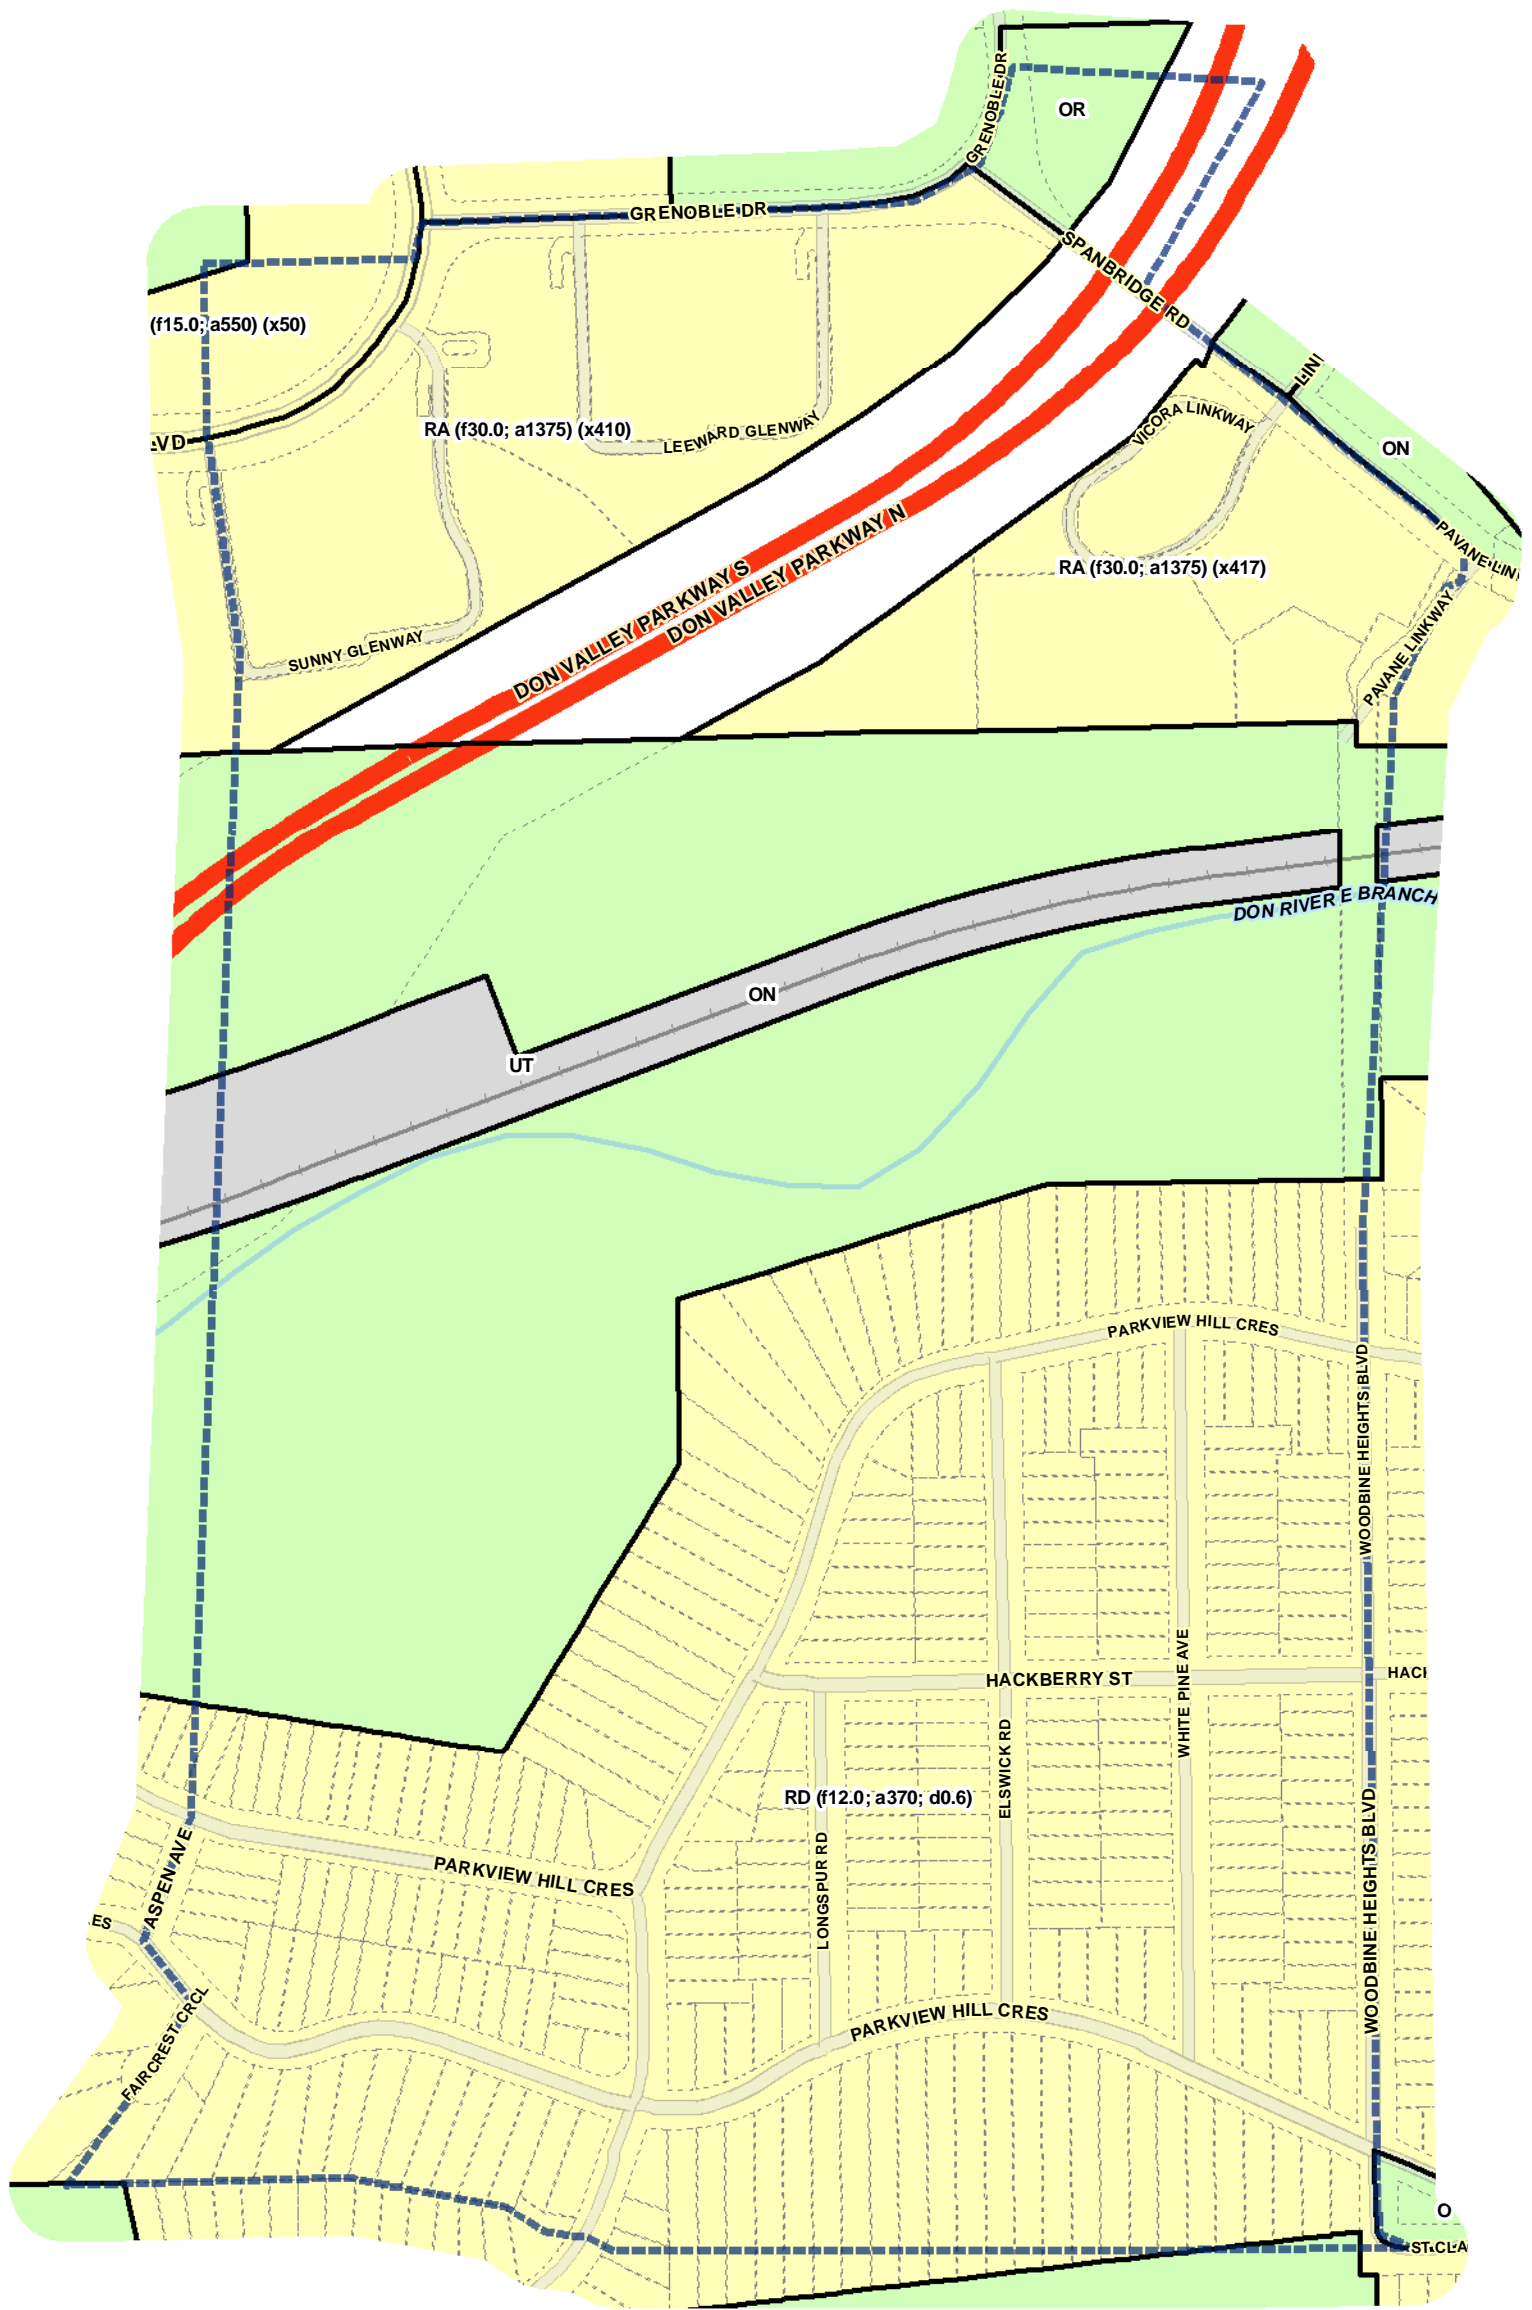 GRENOBLE DR
OR
GRENOBLE DR
SPANBRIDGE RD
(f15.0; a550) (x50)
LINI
VICORA LINKWAY
RA (f30.0; a1375) (x410)
LEEWARD GLENWAY
LVD
ON
DON VALLEY PARKWAY S
DON VALLEY PARKWAY N
PAVANE LIN
RA (f30.0; a1375) (x417)
SUNNY GLENWAY
PAVANE LINKWAY
DON RIVER E BRANCH
ON
UT
PARKVIEW HILL CRES
WOODBINE HEIGHTS BLVD
HACKBERRY ST
HACI
WHITE PINE AVE
ELSWICK RD
RD (f12.0; a370; d0.6)
LONGSPUR RD
PARKVIEW HILL CRES
ASPEN AVE
ES
WOODBINE HEIGHTS BLVD
PARKVIEW HILL CRES
FAIRCREST CRCL
O
ST.CLA